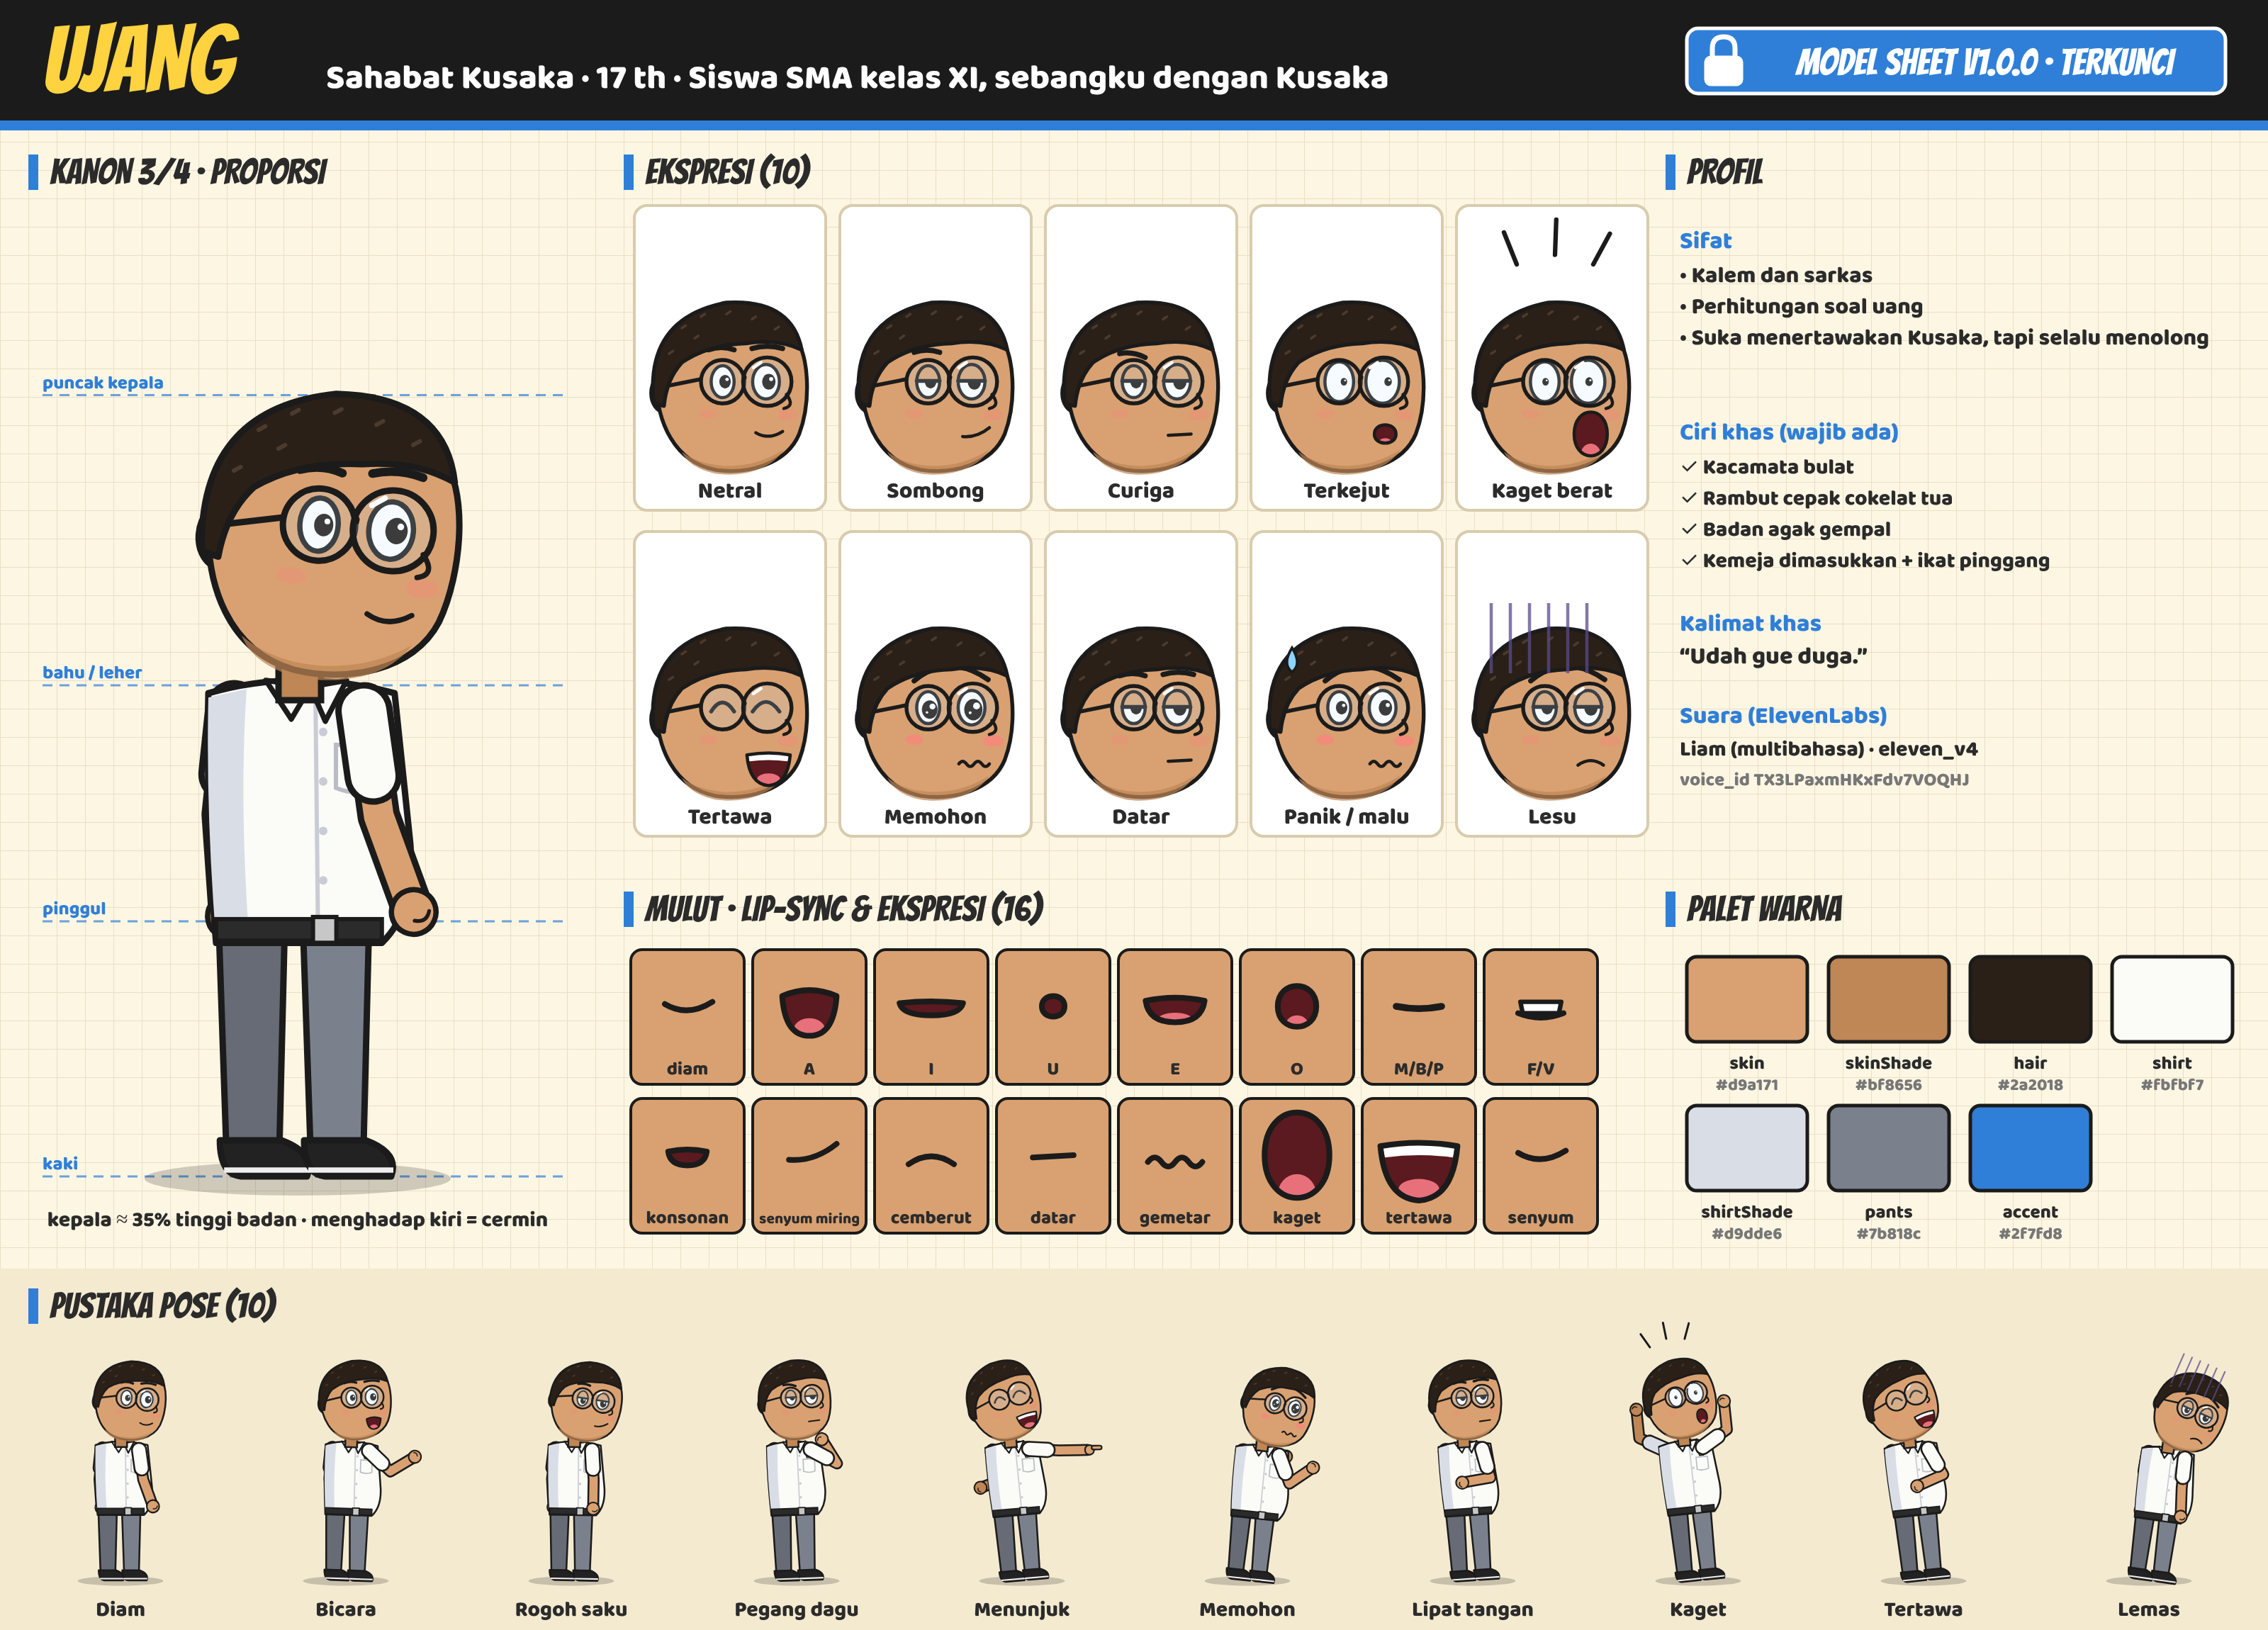 UJANG
Sahabat Kusaka · 17 th · Siswa SMA kelas XI, sebangku dengan Kusaka
MODEL SHEET V1.0.0 · TERKUNCI
KANON 3/4 · PROPORSI
puncak kepala
bahu / leher
pinggul
kaki
kepala ≈ 35% tinggi badan · menghadap kiri = cermin
EKSPRESI (10)
Netral
Sombong
Curiga
Terkejut
Kaget berat
Tertawa
Memohon
Datar
Panik / malu
Lesu
MULUT · LIP-SYNC & EKSPRESI (16)
diam
A
I
U
E
O
M/B/P
F/V
konsonan
senyum miring
cemberut
datar
gemetar
kaget
tertawa
senyum
PROFIL
Sifat
• Kalem dan sarkas
• Perhitungan soal uang
• Suka menertawakan Kusaka, tapi selalu menolong
Ciri khas (wajib ada)
✓ Kacamata bulat
✓ Rambut cepak cokelat tua
✓ Badan agak gempal
✓ Kemeja dimasukkan + ikat pinggang
Kalimat khas
“Udah gue duga.”
Suara (ElevenLabs)
Liam (multibahasa) · eleven_v4
voice_id TX3LPaxmHKxFdv7VOQHJ
PALET WARNA
skin
#d9a171
skinShade
#bf8656
hair
#2a2018
shirt
#fbfbf7
shirtShade
#d9dde6
pants
#7b818c
accent
#2f7fd8
PUSTAKA POSE (10)
Diam
Bicara
Rogoh saku
Pegang dagu
Menunjuk
Memohon
Lipat tangan
Kaget
Tertawa
Lemas